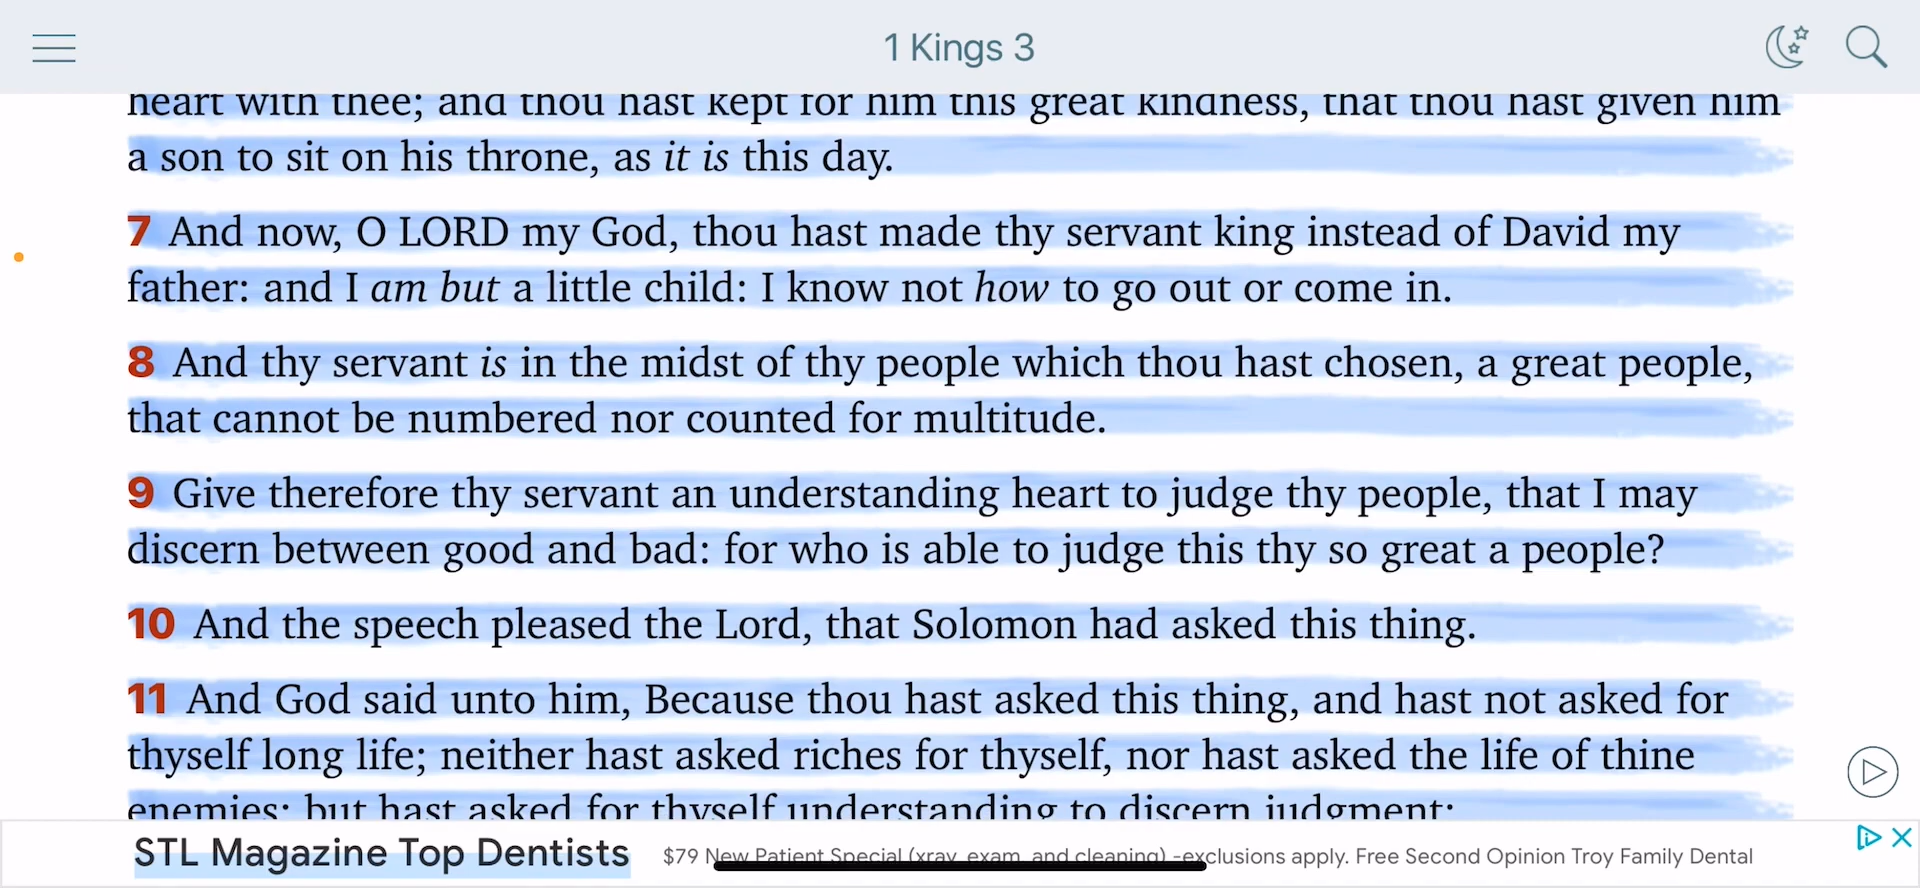 1 Kings 3
heart with thee; and thou hast kept for him this great kindness, that thou hast given him
a son to sit on his throne, as it is this day.
7 And now, O LORD my God, thou hast made thy servant king instead of David my
father: and I am but a little child: I know not how to go out or come in.
8 And thy servant is in the midst of thy people which thou hast chosen, a great people,
that cannot be numbered nor counted for multitude.
9 Give therefore thy servant an understanding heart to judge thy people, that I may
discern between good and bad: for who is able to judge this thy so great a people?
10 And the speech pleased the Lord, that Solomon had asked this thing.
11 And God said unto him, Because thou hast asked this thing, and hast not asked for
thyself long life; neither hast asked riches for thyself, nor hast asked the life of thine
enemies; but hast asked for thyself understanding to discern judgment;
STL Magazine Top Dentists
$79 New Patient Special (xray, exam, and cleaning) -exclusions apply. Free Second Opinion Troy Family Dental